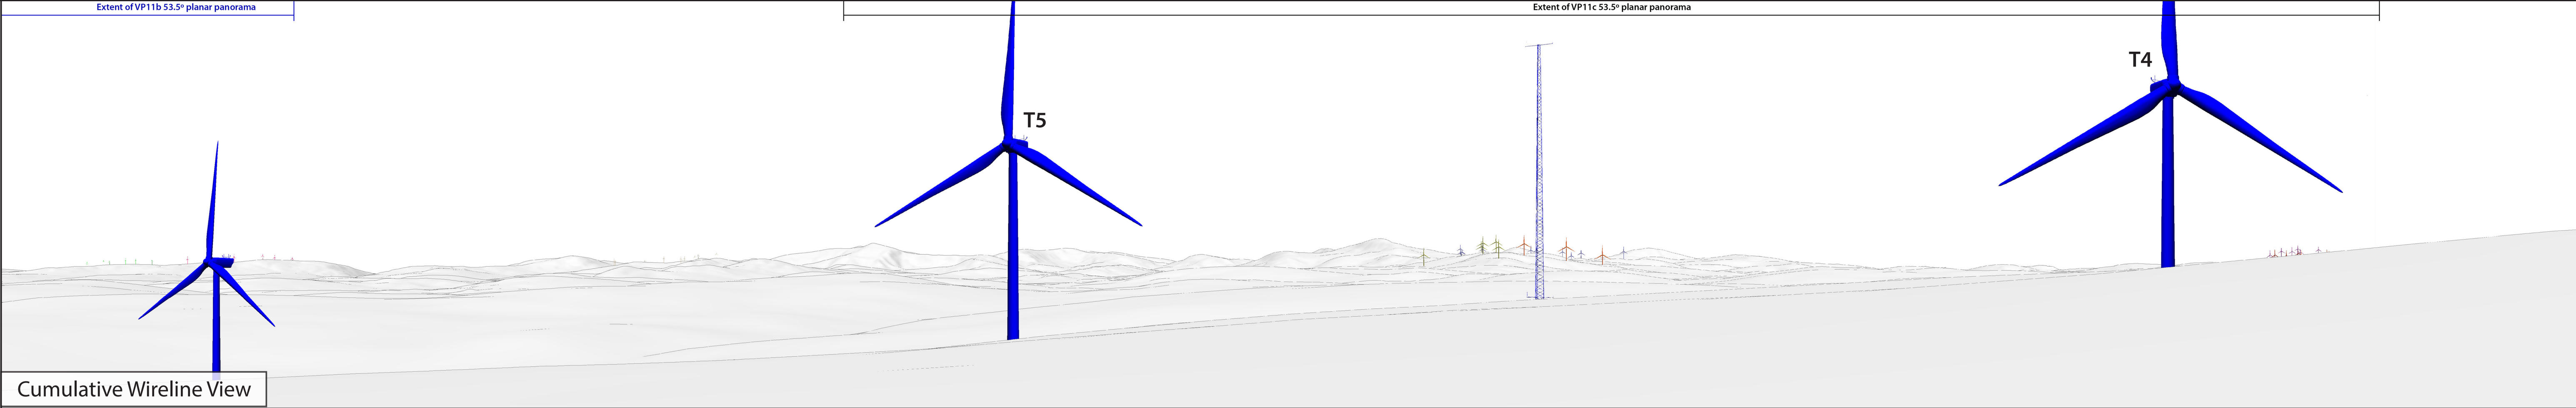 Extent of VP11b 53.5º planar panorama
Extent of VP11c 53.5º planar panorama
T4
T5
Cumulative Wireline View